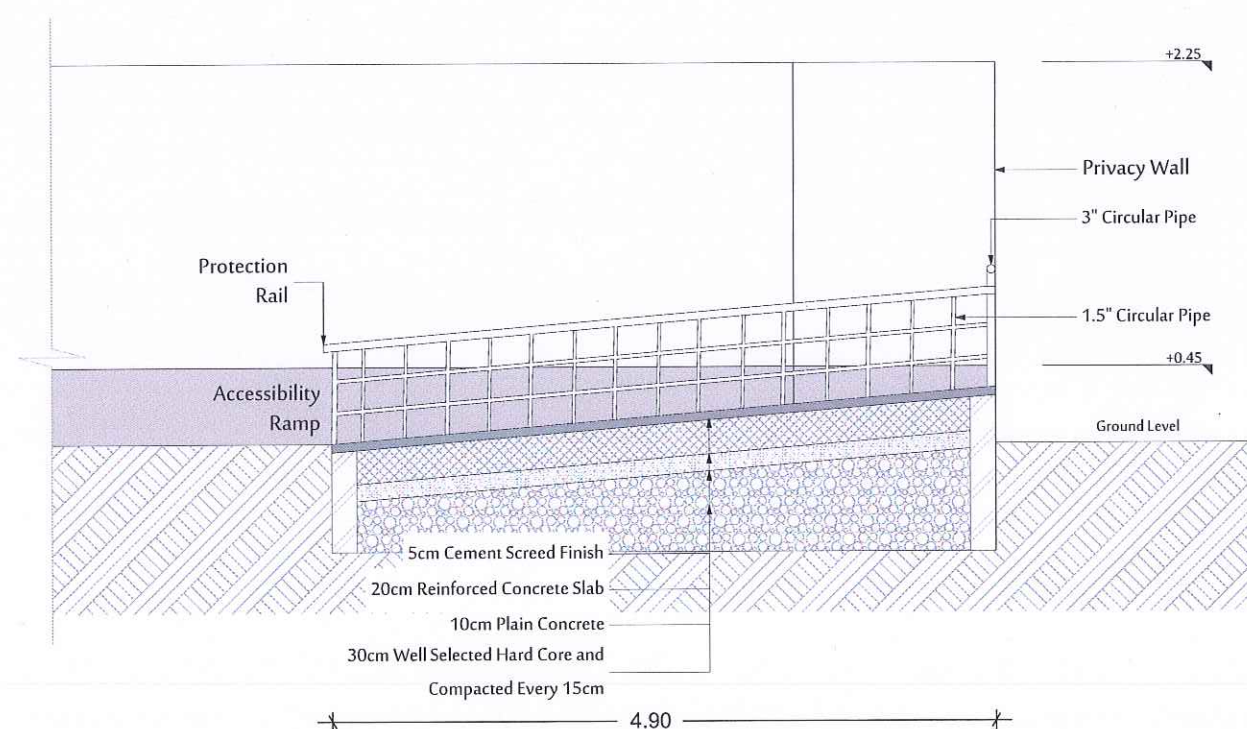 +2.25
Privacy Wall
3" Circular Pipe
Protection
Rail
1.5" Circular Pipe
+0.45
Accessibility
Ramp
Ground Level
5cm Cement Screed Finish
20cm Reinforced Concrete Slab
10cm Plain Concrete
30cm Well Selected Hard Core and
Compacted Every 15cm
4.90